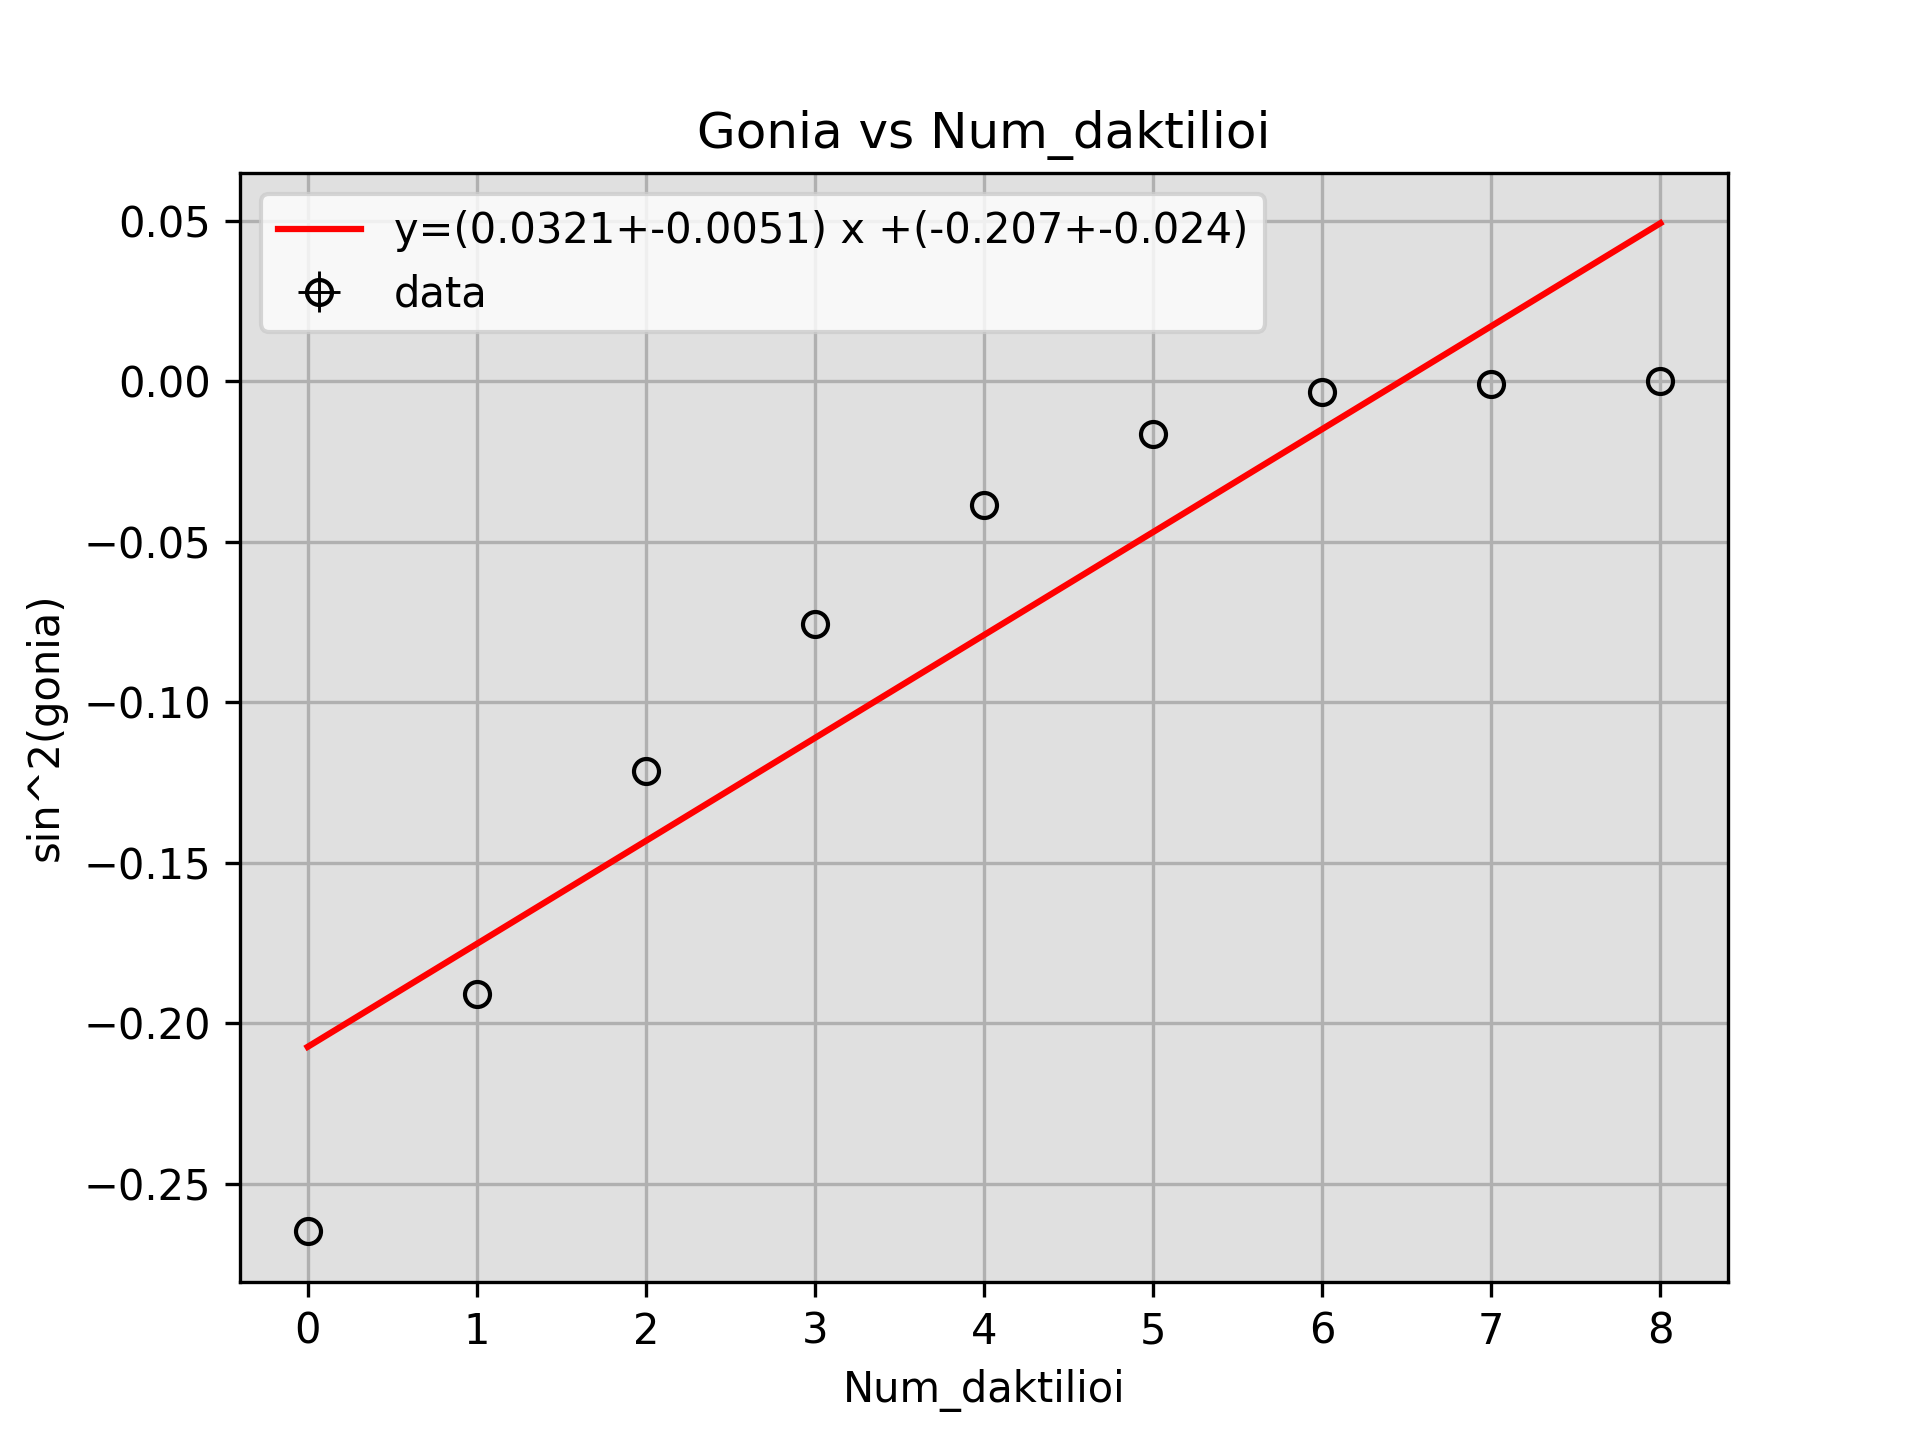 Gonia vs Num_daktilioi
y=(0.0321+-0.0051) x +(-0.207+-0.024)
data
0.05
0.00
−0.05
−0.10
−0.15
−0.20
−0.25
sin^2(gonia)
0 1 2 3 4 5 6 7 8
Num_daktilioi